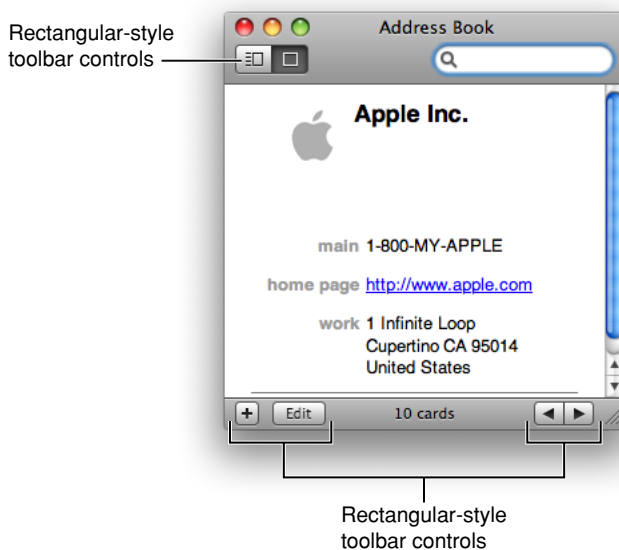 Rectangular-style
toolbar controls
Address Book
Apple Inc.
main 1-800-MY-APPLE
home page http://www.apple.com
work 1 Infinite Loop
Cupertino CA 95014
United States
+ Edit 10 cards
Rectangular-style
toolbar controls